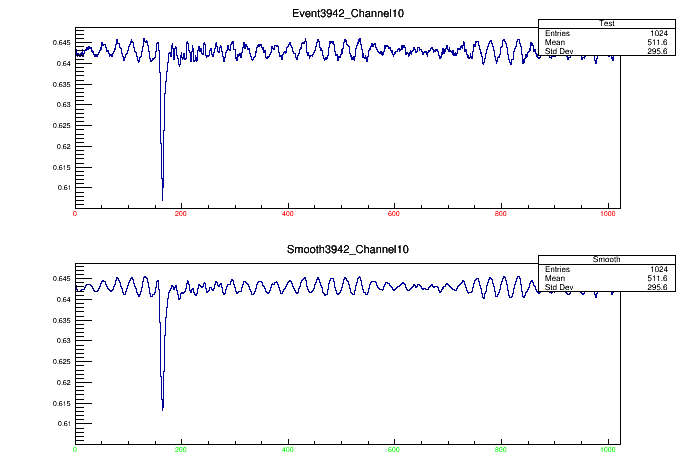 Event3942_Channel10
Test
Entries 1024
Mean 511.6
Std Dev 295.6
0.645
0.64
0.635
0.63
0.625
0.62
0.615
0.61
0 200 400 600 800 1000
Smooth3942_Channel10
Smooth
Entries 1024
Mean 511.6
Std Dev 295.6
0.645
0.64
0.635
0.63
0.625
0.62
0.615
0.61
0 200 400 600 800 1000